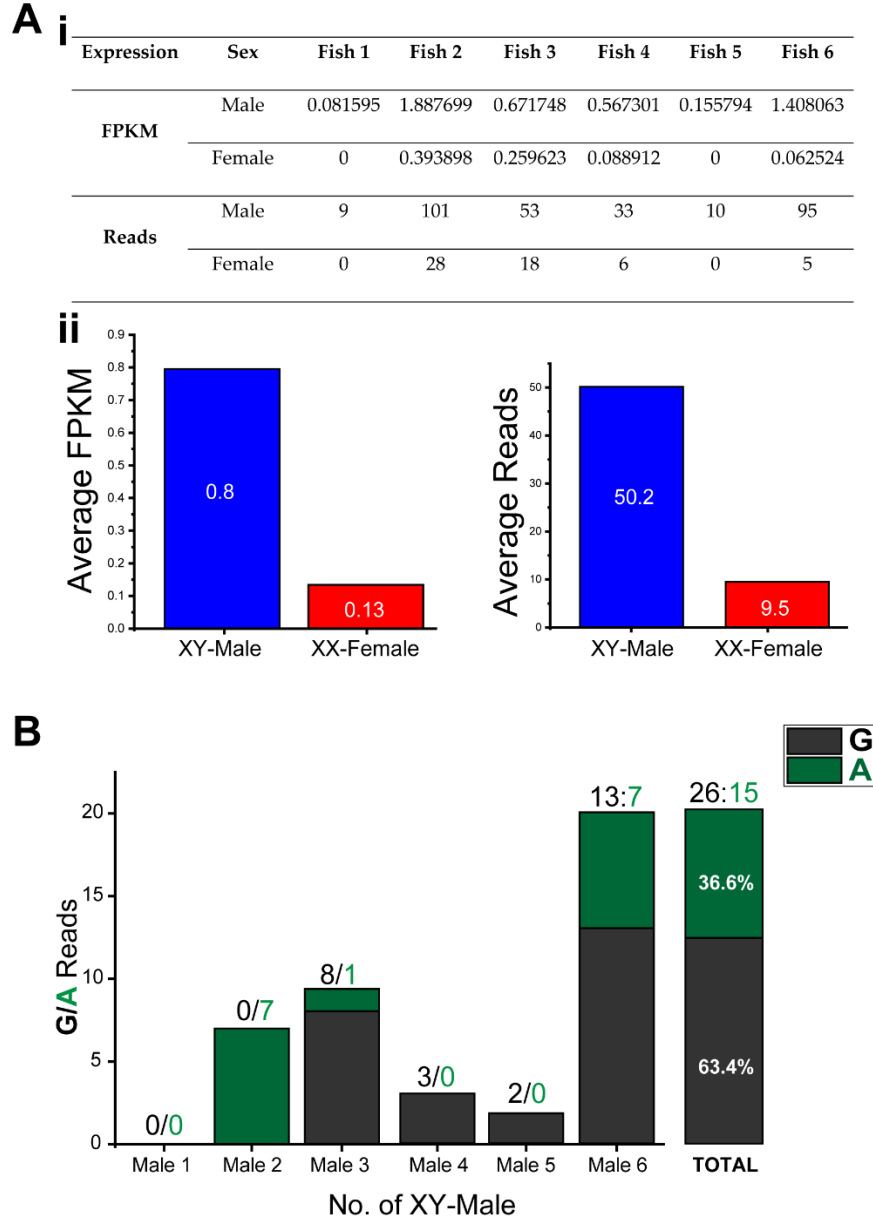 A
i
Expression Sex Fish 1 Fish 2 Fish 3 Fish 4 Fish 5 Fish 6
FPKM
Male 0.081595 1.887699 0.671748 0.567301 0.155794 1.408063
Female 0 0.393898 0.259623 0.088912 0 0.062524
Reads
Male 9 101 53 33 10 95
Female 0 28 18 6 0 5
ii
Average FPKM
0.9
0.8
0.7
0.6
0.5
0.4
0.3
0.2
0.1
0.0
0.8
0.13
XY-Male XX-Female
Average Reads
50
40
30
20
10
0
50.2
9.5
XY-Male XX-Female
B
G
A
G/A Reads
20
15
10
5
0
0/0
0/7
8/1
3/0
2/0
13:7
26:15
36.6%
63.4%
Male 1 Male 2 Male 3 Male 4 Male 5 Male 6 TOTAL
No. of XY-Male